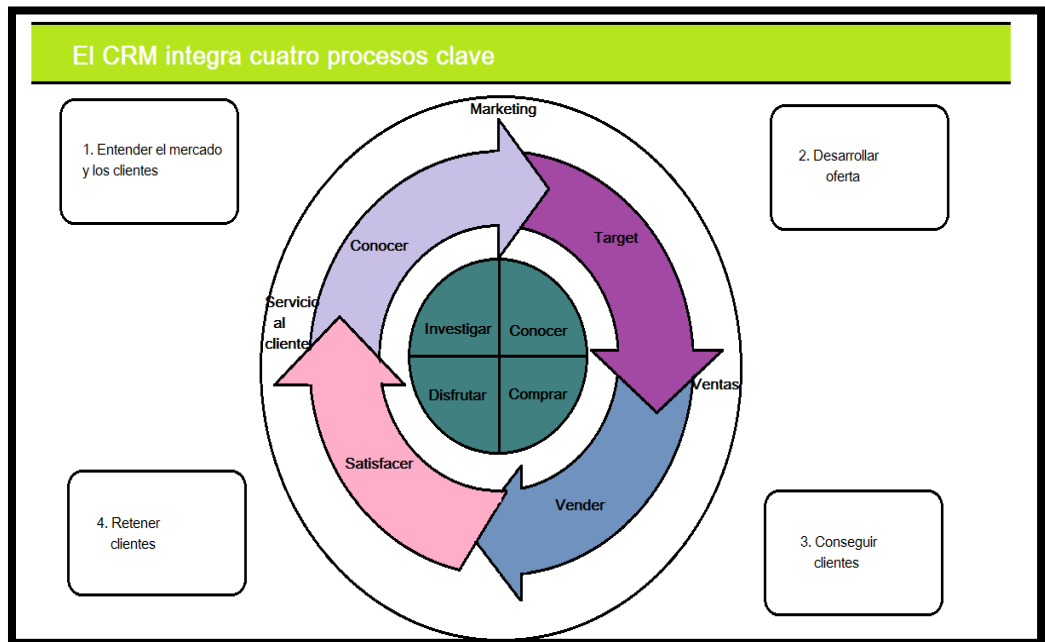 El CRM integra cuatro procesos clave
Marketing
1. Entender el mercado
y los clientes
2. Desarrollar
oferta
Conocer
Target
Servicio
al
cliente
Investigar
Conocer
Disfrutar
Comprar
Ventas
Satisfacer
Vender
4. Retener
clientes
3. Conseguir
clientes